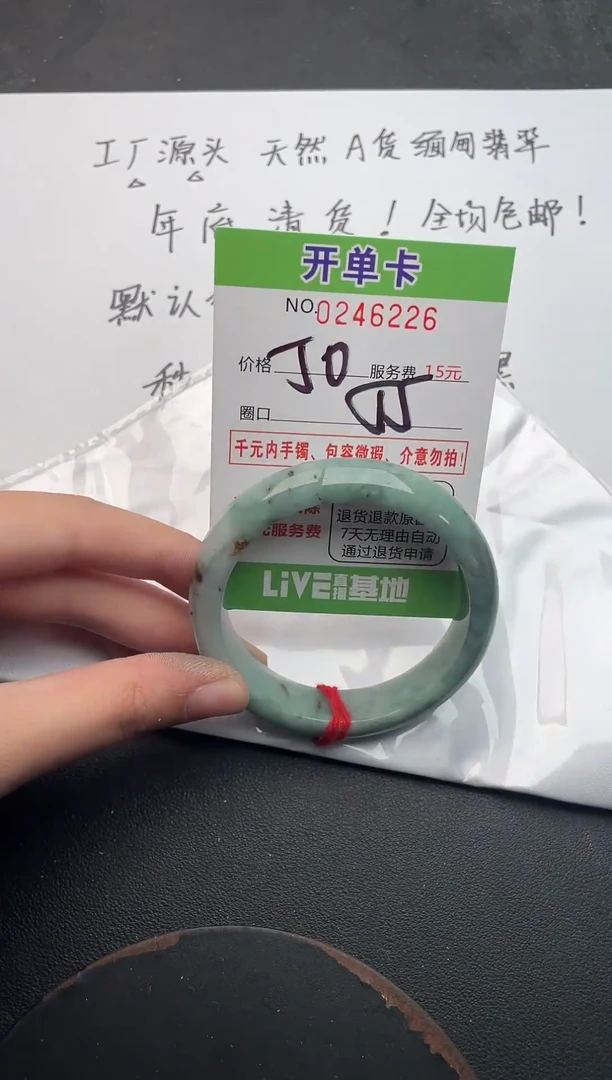 工厂源头 天然 A货缅甸翡翠
年底清货！全场包邮！
默认
秒
开单卡
NO.0246226
价格 服务费 15元
圈口
千元内手镯、包容微瑕、介意勿拍!
退货退款原
服务费 7天无理由自动
通过退货申请
LiVE直播基地